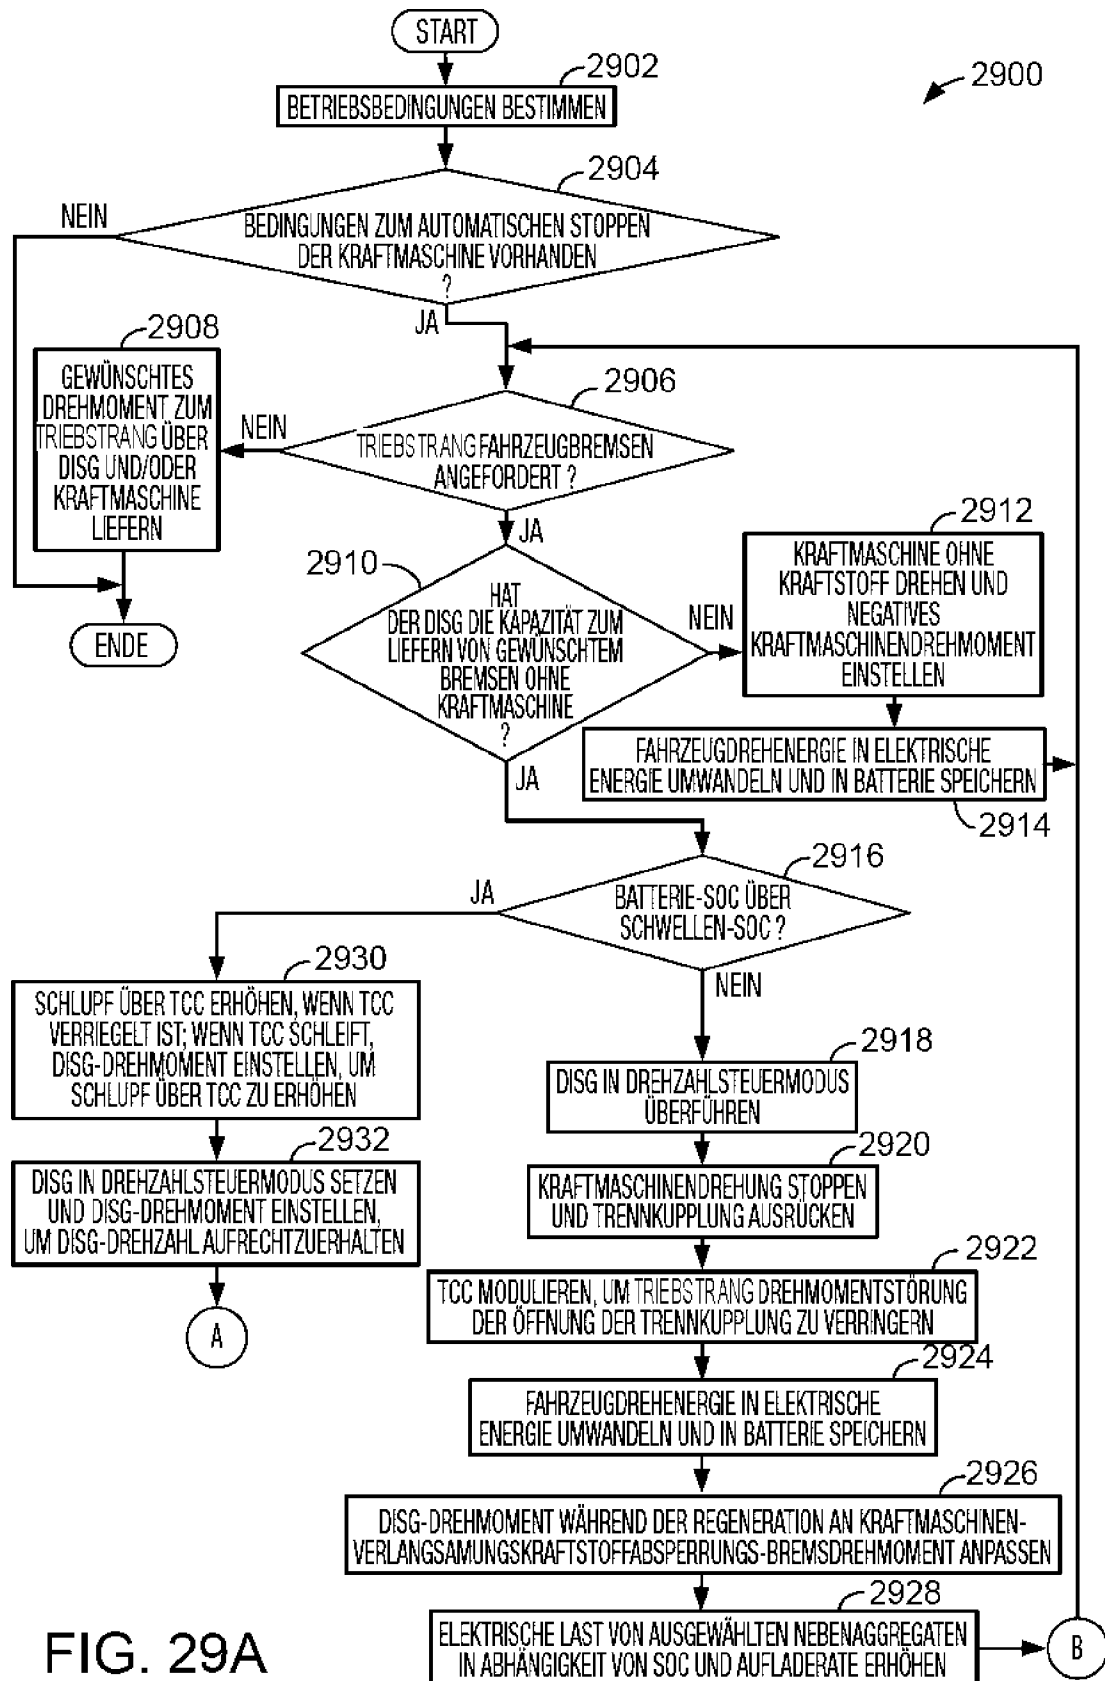 START
2902
BETRIEBSBEDINGUNGEN BESTIMMEN
2900
2904
NEIN
BEDINGUNGEN ZUM AUTOMATISCHEN STOPPEN
DER KRAFTMASCHINE VORHANDEN
?
JA
2908
GEWÜNSCHTES
DREHMOMENT ZUM
TRIEBSTRANG ÜBER
DISG UND/ODER
KRAFTMASCHINE
LIEFERN
NEIN
2906
TRIEBSTRANG FAHRZEUGBREMSEN
ANGEFORDERT ?
JA
ENDE
2910
HAT
DER DISG DIE KAPAZITÄT ZUM
LIEFERN VON GEWÜNSCHTEM
BREMSEN OHNE
KRAFTMASCHINE
?
NEIN
2912
KRAFTMASCHINE OHNE
KRAFTSTOFF DREHEN UND
NEGATIVES
KRAFTMASCHINENDREHMOMENT
EINSTELLEN
FAHRZEUGDREHENERGIE IN ELEKTRISCHE
ENERGIE UMWANDELN UND IN BATTERIE SPEICHERN
2914
JA
2916
JA
BATTERIE-SOC ÜBER
SCHWELLEN-SOC ?
NEIN
2930
SCHLUPF ÜBER TCC ERHÖHEN, WENN TCC
VERRIEGELT IST; WENN TCC SCHLEIFT,
DISG-DREHMOMENT EINSTELLEN, UM
SCHLUPF ÜBER TCC ZU ERHÖHEN
2932
DISG IN DREHZAHLSTEUERMODUS SETZEN
UND DISG-DREHMOMENT EINSTELLEN,
UM DISG-DREHZAHL AUFRECHTZUERHALTEN
A
2918
DISG IN DREHZAHLSTEUERMODUS
ÜBERFÜHREN
2920
KRAFTMASCHINENDREHUNG STOPPEN
UND TRENNKUPPLUNG AUSRÜCKEN
2922
TCC MODULIEREN, UM TRIEBSTRANG DREHMOMENTSTÖRUNG
DER ÖFFNUNG DER TRENNKUPPLUNG ZU VERRINGERN
2924
FAHRZEUGDREHENERGIE IN ELEKTRISCHE
ENERGIE UMWANDELN UND IN BATTERIE SPEICHERN
2926
DISG-DREHMOMENT WÄHREND DER REGENERATION AN KRAFTMASCHINEN-
VERLANGSAMUNGSKRAFTSTOFFABSPERRUNGS-BREMSDREHMOMENT ANPASSEN
2928
ELEKTRISCHE LAST VON AUSGEWÄHLTEN NEBENAGGREGATEN
IN ABHÄNGIGKEIT VON SOC UND AUFLADERATE ERHÖHEN
B
FIG. 29A